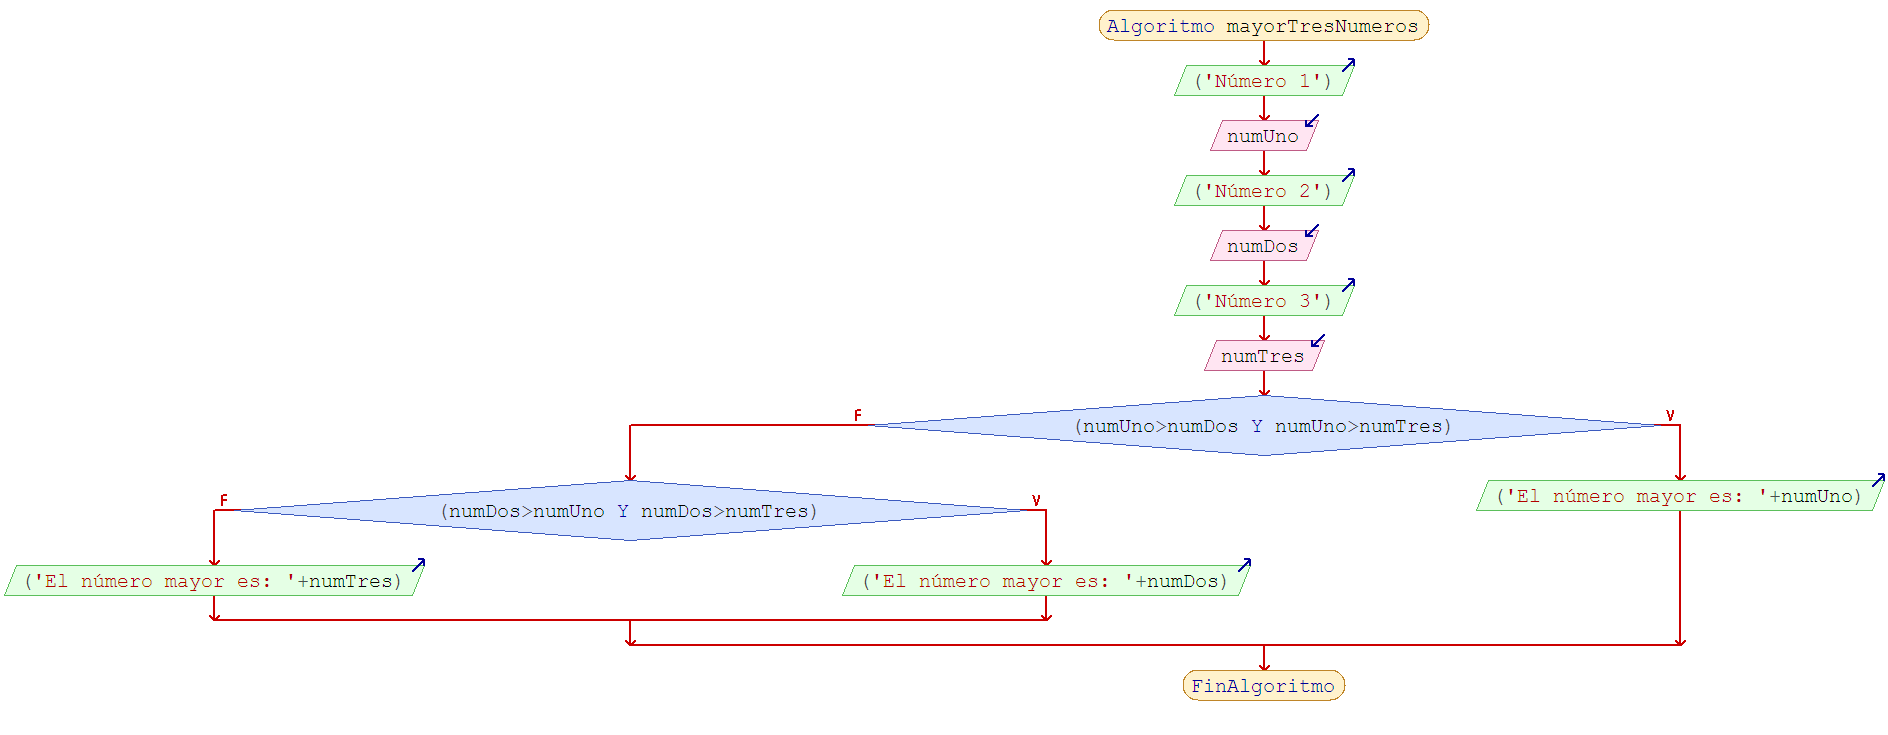 Algoritmo mayorTresNumeros
('Número 1')
numUno
('Número 2')
numDos
('Número 3')
numTres
F
V
(numUno>numDos Y numUno>numTres)
F
V
('El número mayor es: '+numUno)
(numDos>numUno Y numDos>numTres)
('El número mayor es: '+numTres)
('El número mayor es: '+numDos)
FinAlgoritmo